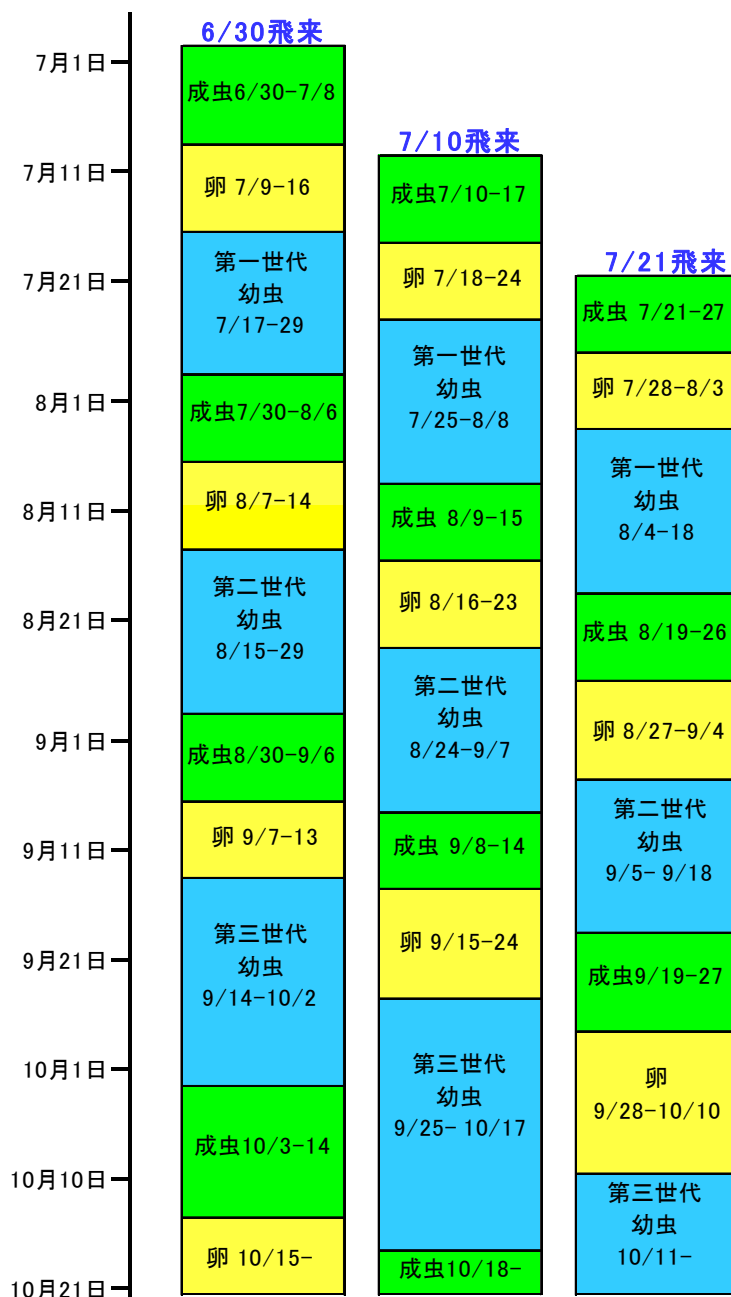 7月1日
7月11日
7月21日
8月1日
8月11日
8月21日
9月1日
9月11日
9月21日
10月1日
10月10日
10月21日
6/30飛来
成虫6/30-7/8
卵 7/9-16
第一世代
幼虫
7/17-29
成虫7/30-8/6
卵 8/7-14
第二世代
幼虫
8/15-29
成虫8/30-9/6
卵 9/7-13
第三世代
幼虫
9/14-10/2
成虫10/3-14
卵 10/15-
7/10飛来
成虫7/10-17
卵 7/18-24
第一世代
幼虫
7/25-8/8
成虫 8/9-15
卵 8/16-23
第二世代
幼虫
8/24-9/7
成虫 9/8-14
卵 9/15-24
第三世代
幼虫
9/25- 10/17
成虫10/18-
7/21飛来
成虫 7/21-27
卵 7/28-8/3
第一世代
幼虫
8/4-18
成虫 8/19-26
卵 8/27-9/4
第二世代
幼虫
9/5- 9/18
成虫9/19-27
卵
9/28-10/10
第三世代
幼虫
10/11-